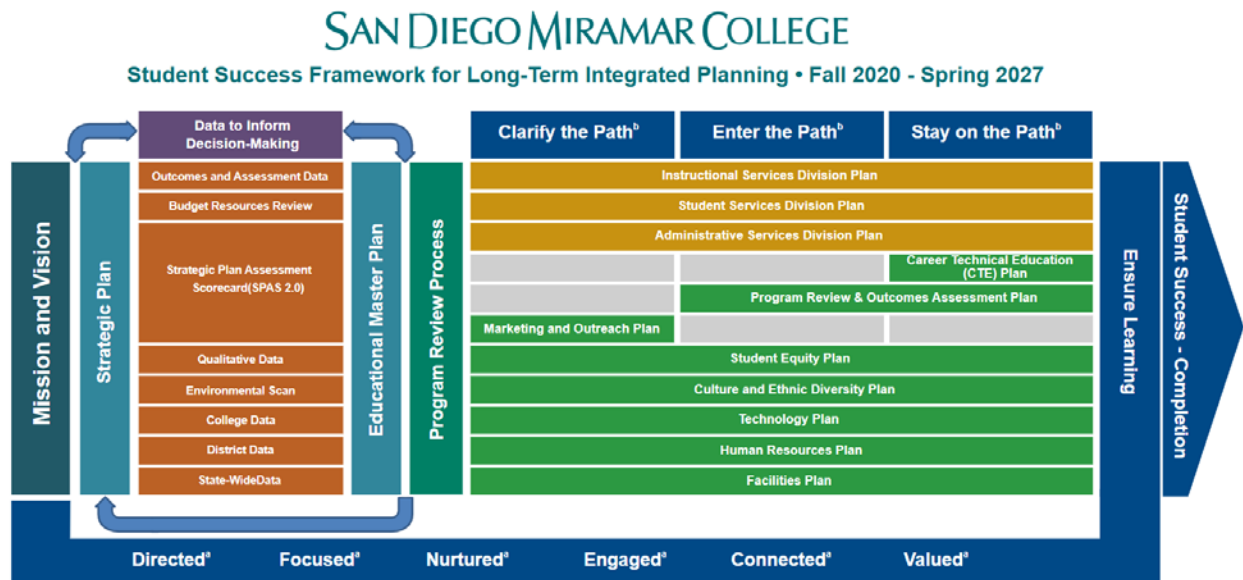 SAN DIEGO MIRAMAR COLLEGE
Student Success Framework for Long-Term Integrated Planning • Fall 2020 - Spring 2027
Data to Inform
Decision-Making
Clarify the Pathᵇ
Enter the Pathᵇ
Stay on the Pathᵇ
Mission and Vision
Strategic Plan
Outcomes and Assessment Data
Budget Resources Review
Strategic Plan Assessment
Scorecard(SPAS 2.0)
Qualitative Data
Environmental Scan
College Data
District Data
State-WideData
Educational Master Plan
Program Review Process
Instructional Services Division Plan
Student Services Division Plan
Administrative Services Division Plan
Career Technical Education
(CTE) Plan
Program Review & Outcomes Assessment Plan
Marketing and Outreach Plan
Student Equity Plan
Culture and Ethnic Diversity Plan
Technology Plan
Human Resources Plan
Facilities Plan
Ensure Learning
Student Success - Completion
Directedᵃ Focusedᵃ Nurturedᵃ Engagedᵃ Connectedᵃ Valuedᵃ